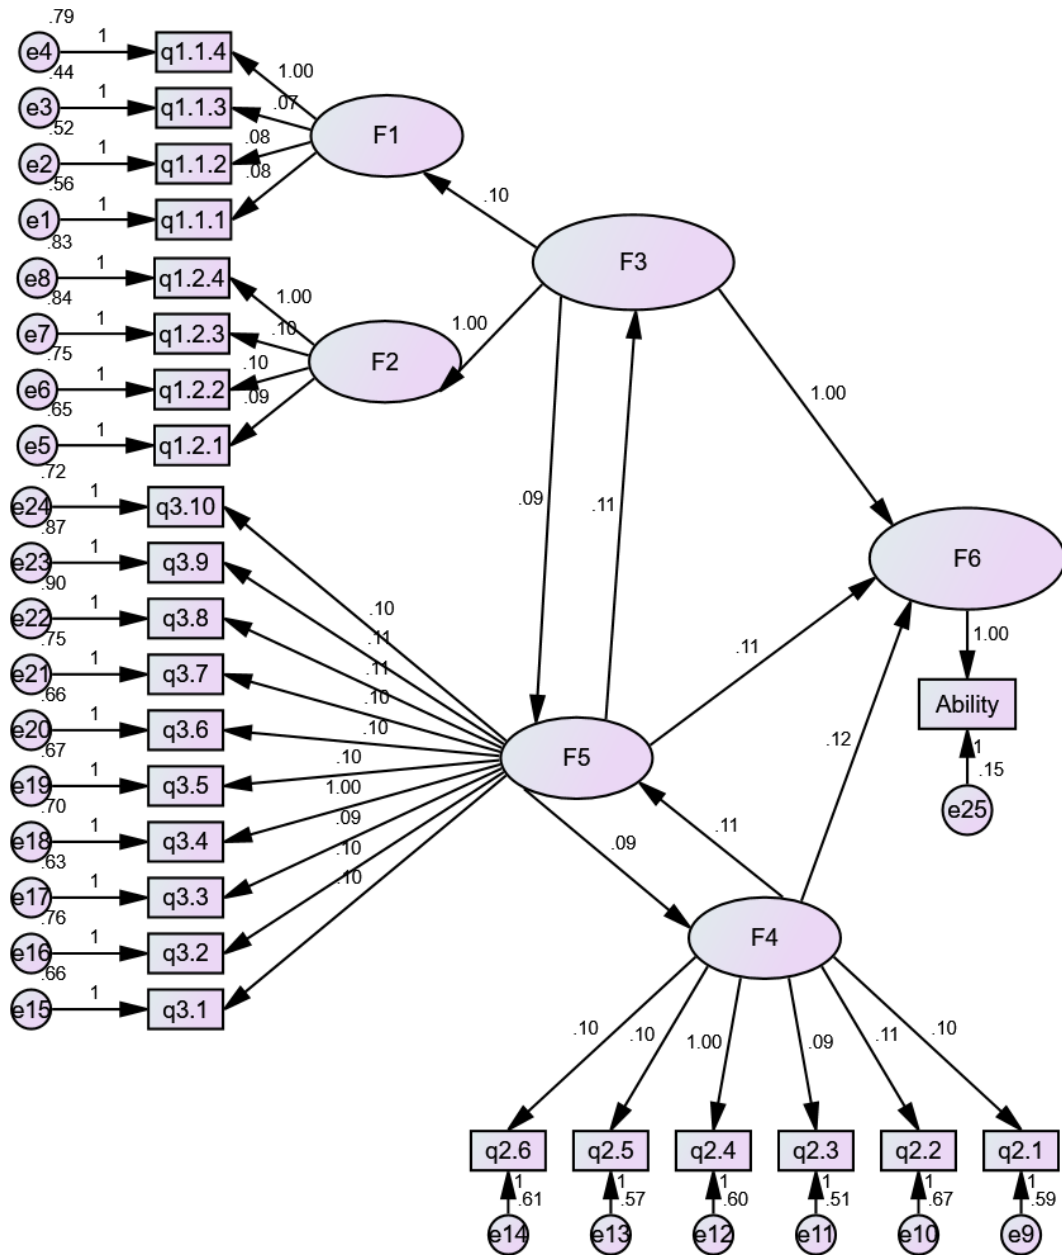 .79
e4 1 q1.1.4
.44
e3 1 q1.1.3
.52
e2 1 q1.1.2
.56
e1 1 q1.1.1
.83
e8 1 q1.2.4
.84
e7 1 q1.2.3
.75
e6 1 q1.2.2
.65
e5 1 q1.2.1
.72
e24 1 q3.10
.87
e23 1 q3.9
.90
e22 1 q3.8
.75
e21 1 q3.7
.66
e20 1 q3.6
.67
e19 1 q3.5
.70
e18 1 q3.4
.63
e17 1 q3.3
.76
e16 1 q3.2
.66
e15 1 q3.1
1.00
.07
.08
.08
F1
.10
F3
1.00
.10
.10
.09
F2
1.00
.09
.11
1.00
F6
1.00
Ability
1
.15
e25
.10
.11
.11
.10
.10
.10
1.00
.09
.10
.10
F5
.11
.12
.09
.11
F4
.10
.10
1.00
.09
.11
.10
q2.6 q2.5 q2.4 q2.3 q2.2 q2.1
1 1 1 1 1 1
.61 .57 .60 .51 .67 .59
e14 e13 e12 e11 e10 e9